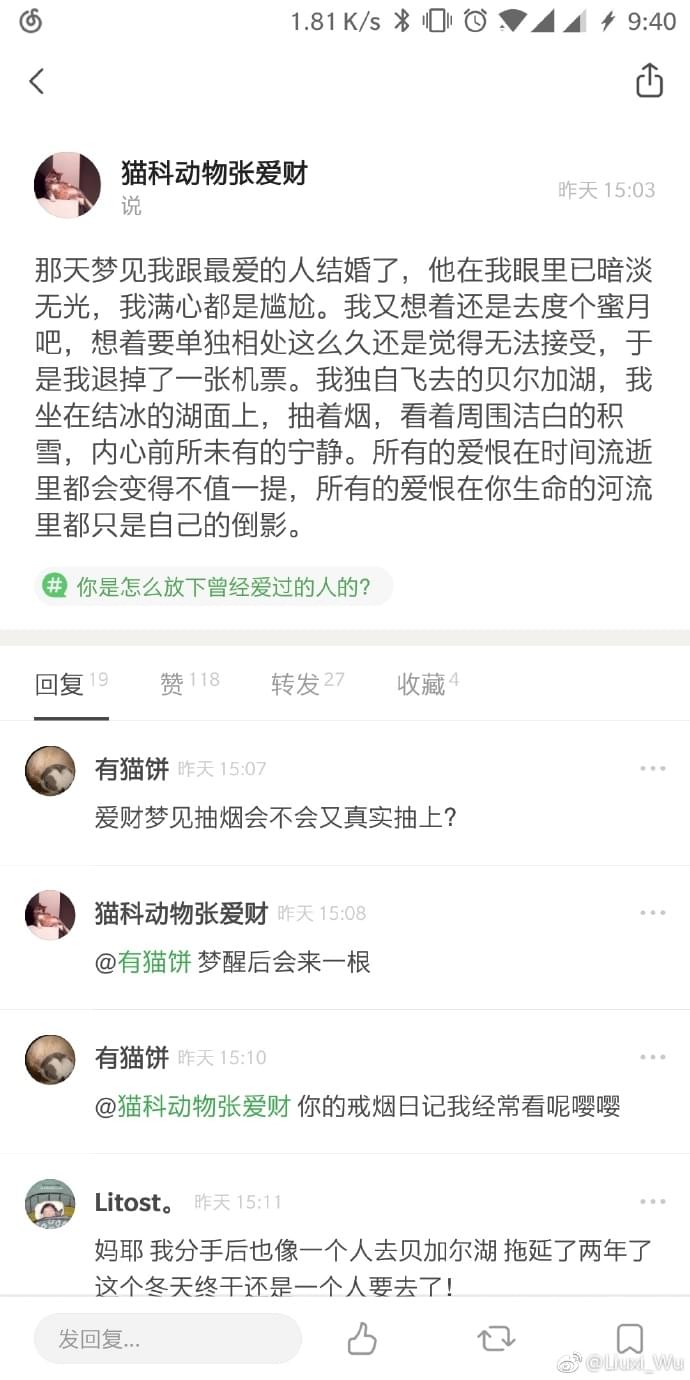 1.81 K/s 9:40
猫科动物张爱财
说
昨天 15:03
那天梦见我跟最爱的人结婚了，他在我眼里已暗淡
无光，我满心都是尴尬。我又想着还是去度个蜜月
吧，想着要单独相处这么久还是觉得无法接受，于
是我退掉了一张机票。我独自飞去的贝尔加湖，我
坐在结冰的湖面上，抽着烟，看着周围洁白的积
雪，内心前所未有的宁静。所有的爱恨在时间流逝
里都会变得不值一提，所有的爱恨在你生命的河流
里都只是自己的倒影。
# 你是怎么放下曾经爱过的人的?
回复 19 赞 118 转发 27 收藏 4
有猫饼 昨天 15:07
爱财梦见抽烟会不会又真实抽上?
猫科动物张爱财 昨天 15:08
@有猫饼 梦醒后会来一根
有猫饼 昨天 15:10
@猫科动物张爱财 你的戒烟日记我经常看呢嘤嘤
Litost。 昨天 15:11
妈耶 我分手后也像一个人去贝加尔湖 拖延了两年了
这个冬天终于还是一个人要去了!
发回复...
@Liuxi_Wu